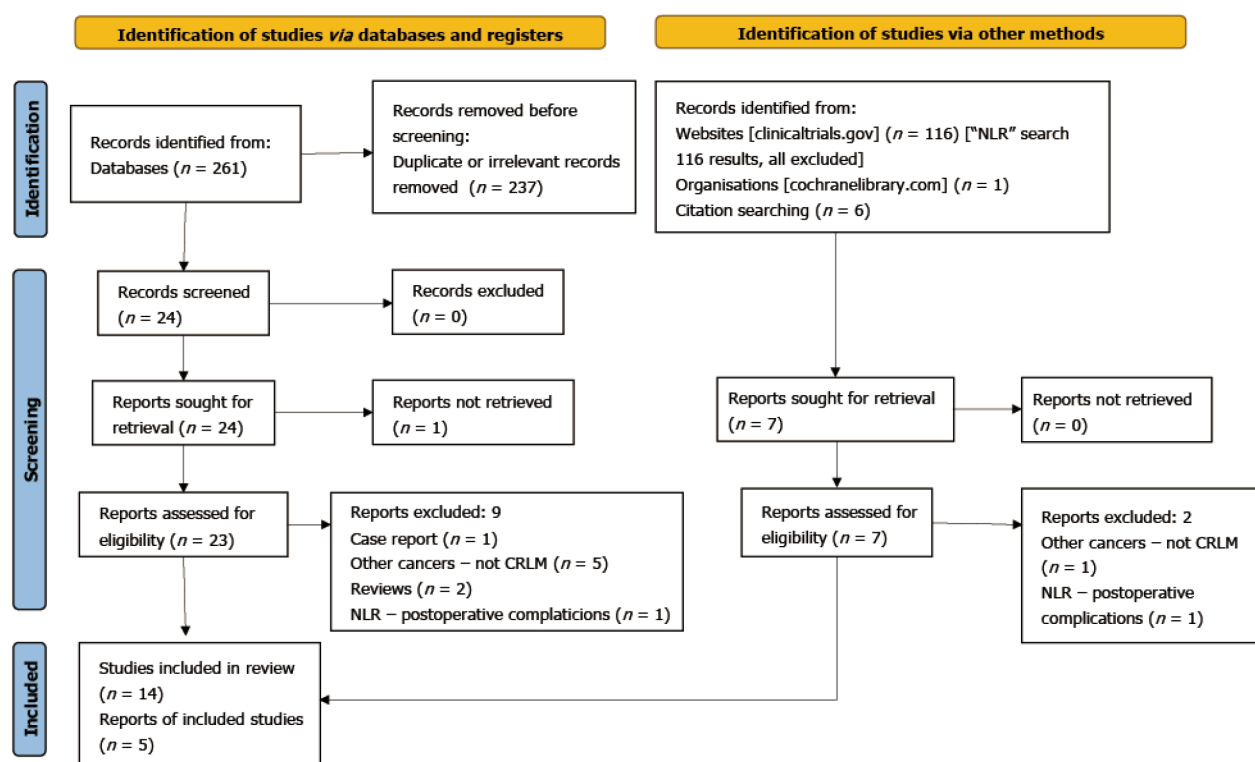 Identification of studies via databases and registers
Identification of studies via other methods
Identification
Records identified from:
Databases (n = 261)
Records removed before
screening:
Duplicate or irrelevant records
removed (n = 237)
Records identified from:
Websites [clinicaltrials.gov] (n = 116) [“NLR” search
116 results, all excluded]
Organisations [cochranelibrary.com] (n = 1)
Citation searching (n = 6)
Screening
Records screened
(n = 24)
Records excluded
(n = 0)
Reports sought for
retrieval (n = 24)
Reports not retrieved
(n = 1)
Reports sought for retrieval
(n = 7)
Reports not retrieved
(n = 0)
Reports assessed for
eligibility (n = 23)
Reports excluded: 9
Case report (n = 1)
Other cancers – not CRLM (n = 5)
Reviews (n = 2)
NLR – postoperative complaticions (n = 1)
Reports assessed for
eligibility (n = 7)
Reports excluded: 2
Other cancers – not CRLM
(n = 1)
NLR – postoperative
complications (n = 1)
Included
Studies included in review
(n = 14)
Reports of included studies
(n = 5)